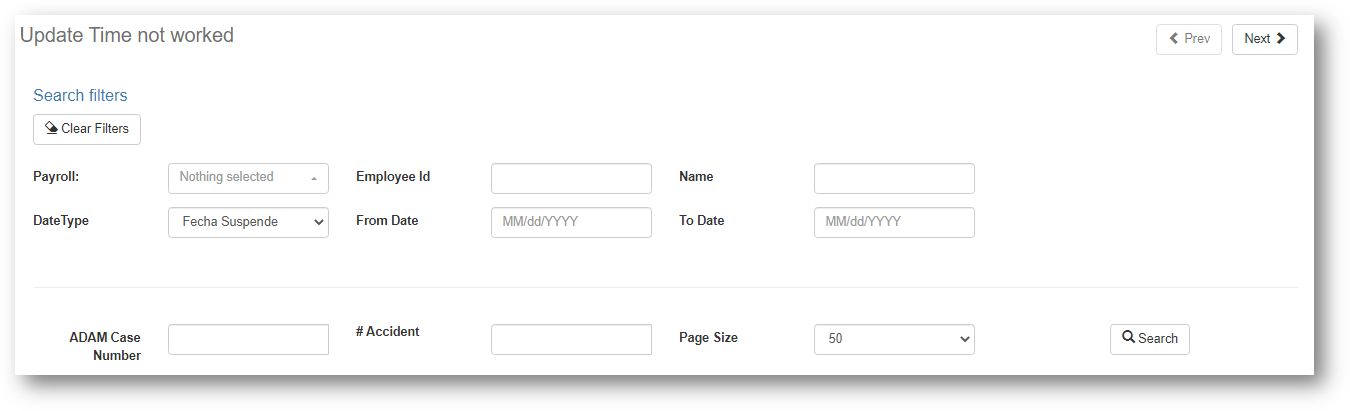 Update Time not worked
Prev Next
Search filters
Clear Filters
Payroll: Nothing selected Employee Id Name
DateType Fecha Suspende From Date MM/dd/YYYY To Date MM/dd/YYYY
ADAM Case Number # Accident Page Size 50 Search